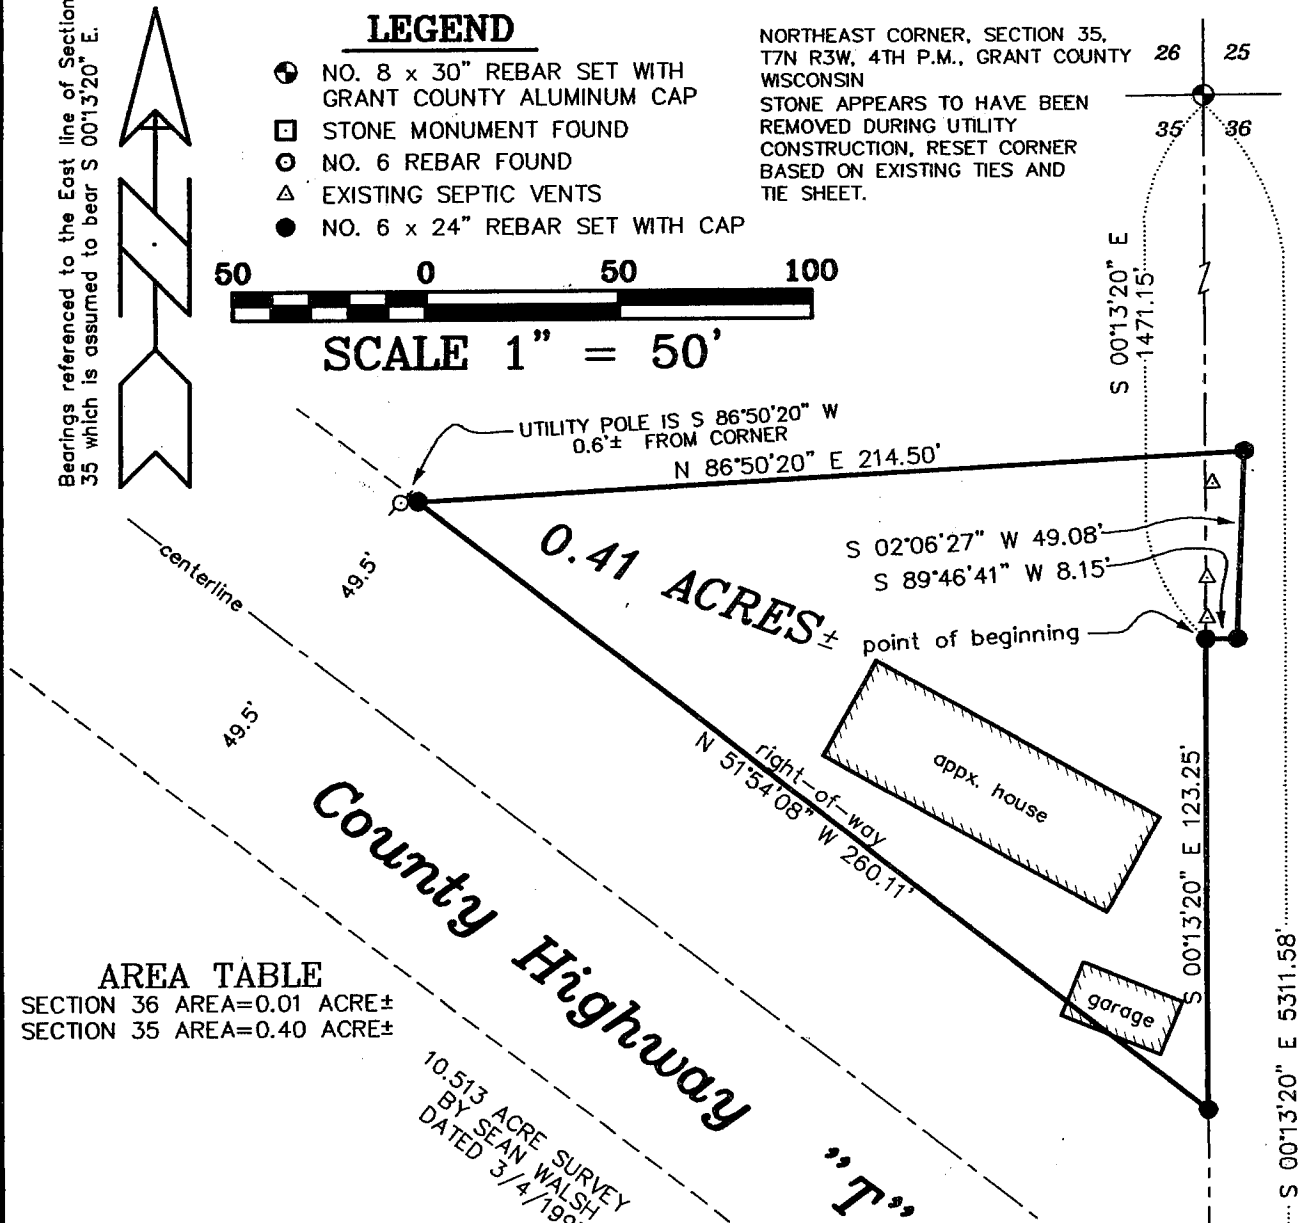 Bearings referenced to the East line of Section
35 which is assumed to bear S 00°13'20" E.
LEGEND
NO. 8 x 30" REBAR SET WITH
GRANT COUNTY ALUMINUM CAP
STONE MONUMENT FOUND
NO. 6 REBAR FOUND
EXISTING SEPTIC VENTS
NO. 6 x 24" REBAR SET WITH CAP
50 0 50 100
SCALE 1" = 50'
NORTHEAST CORNER, SECTION 35,
T7N R3W, 4TH P.M., GRANT COUNTY
WISCONSIN
STONE APPEARS TO HAVE BEEN
REMOVED DURING UTILITY
CONSTRUCTION, RESET CORNER
BASED ON EXISTING TIES AND
TIE SHEET.
26 25
35 36
S 00°13'20" E
1471.15'
UTILITY POLE IS S 86°50'20" W
0.6'± FROM CORNER
N 86°50'20" E 214.50'
S 02°06'27" W 49.08'
S 89°46'41" W 8.15'
0.41 ACRES±
point of beginning
centerline
49.5'
49.5'
right-of-way
N 51°54'08" W 260.11'
appx. house
garage
S 00°13'20" E 123.25'
S 00°13'20" E 5311.58'
County Highway "T"
AREA TABLE
SECTION 36 AREA=0.01 ACRE±
SECTION 35 AREA=0.40 ACRE±
10.513 ACRE SURVEY
BY SEAN WALSH
DATED